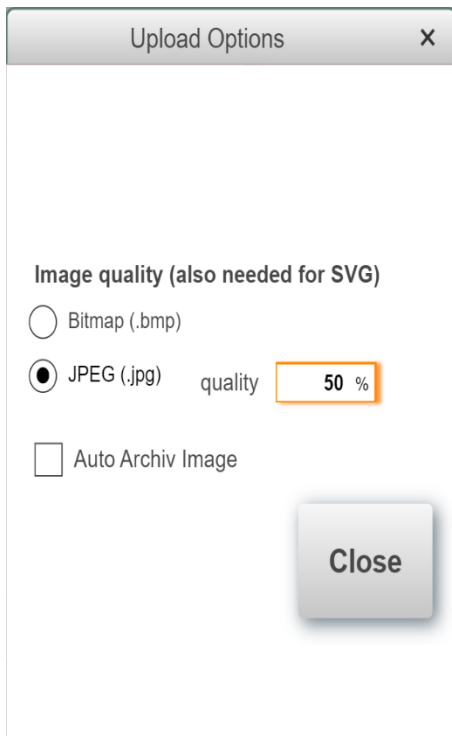 Upload Options ×
Image quality (also needed for SVG)
Bitmap (.bmp)
JPEG (.jpg) quality 50 %
Auto Archiv Image
Close